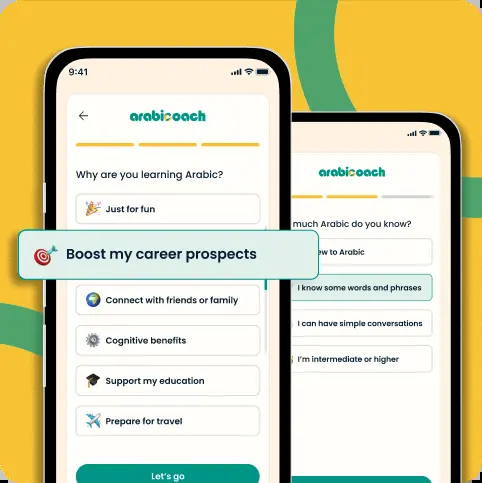 9:41
arabicoach
Why are you learning Arabic?
Just for fun
Boost my career prospects
Connect with friends or family
Cognitive benefits
Support my education
Prepare for travel
Let's go
arabicoach
much Arabic do you know?
to Arabic
I know some words and phrases
I can have simple conversations
I'm intermediate or higher